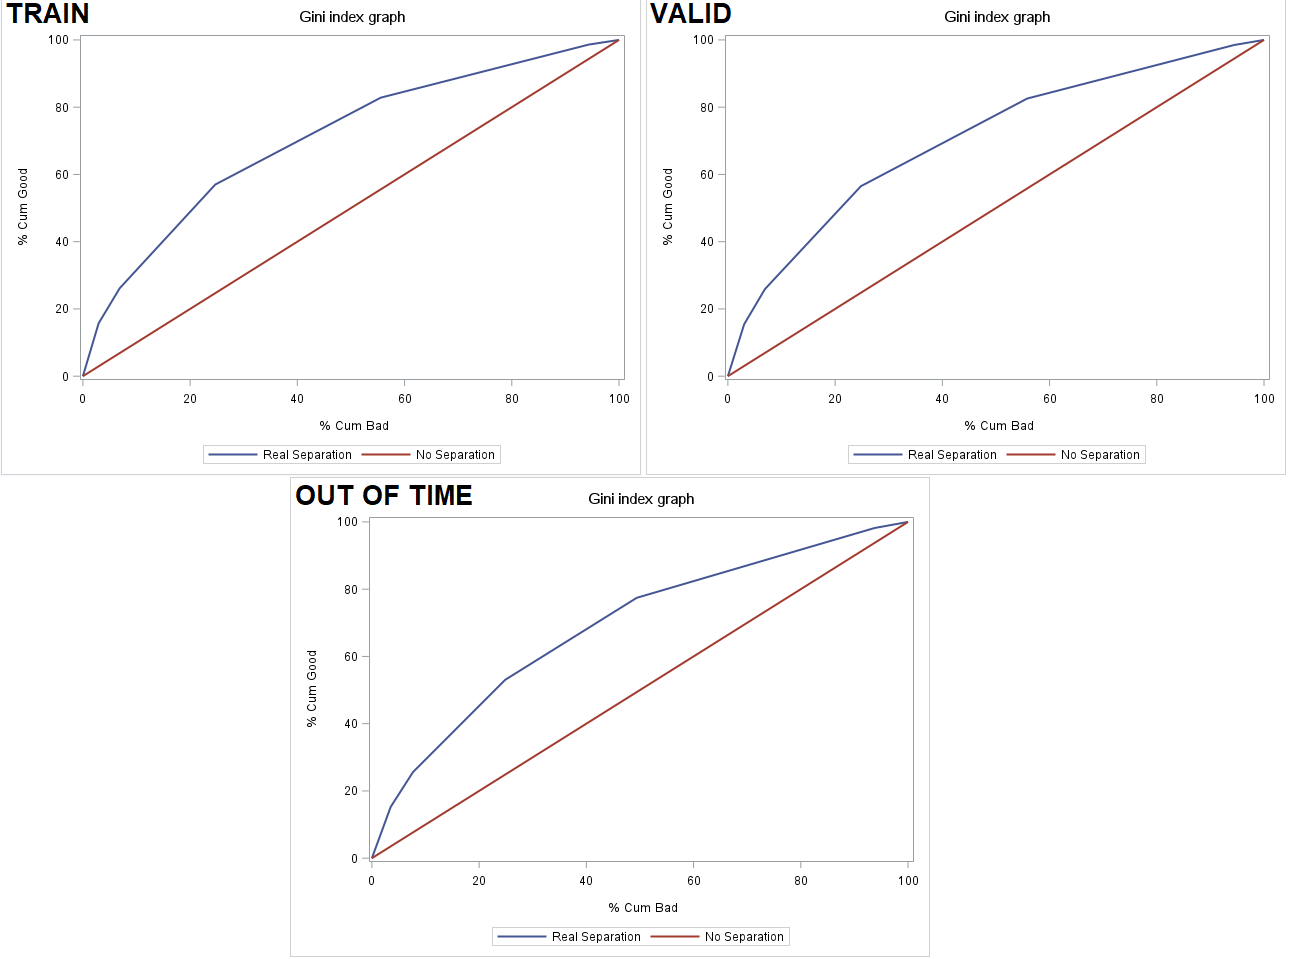 TRAIN
Gini index graph
100
80
60
40
20
0
% Cum Good
0 20 40 60 80 100
% Cum Bad
Real Separation No Separation
VALID
Gini index graph
100
80
60
40
20
0
% Cum Good
0 20 40 60 80 100
% Cum Bad
Real Separation No Separation
OUT OF TIME
Gini index graph
100
80
60
40
20
0
% Cum Good
0 20 40 60 80 100
% Cum Bad
Real Separation No Separation